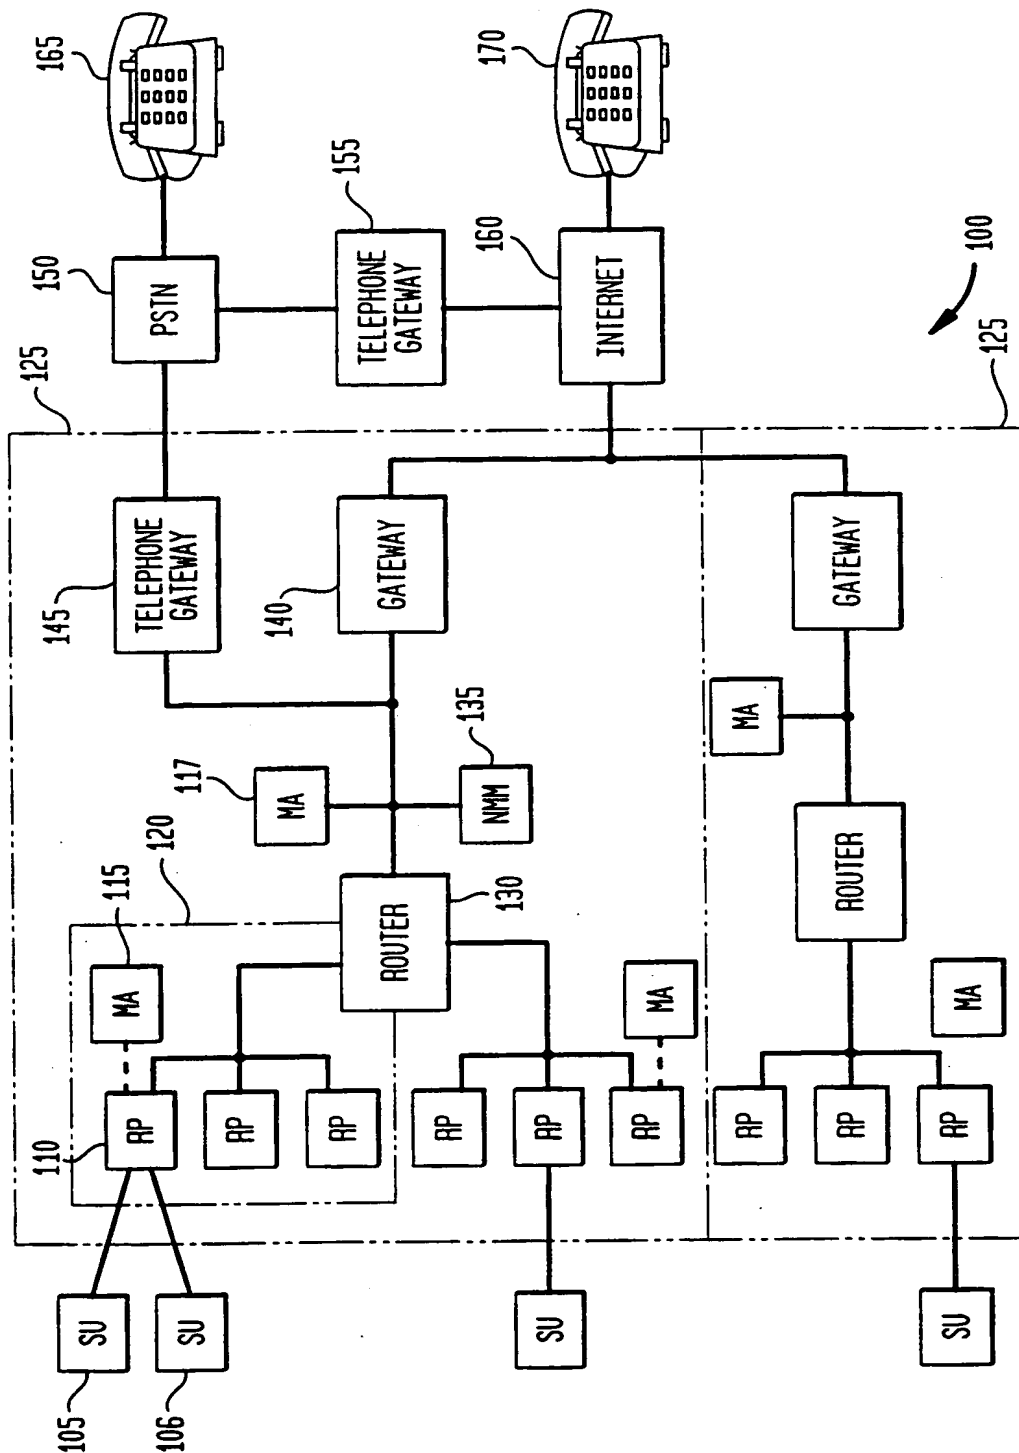 165
170
150
PSTN
155
TELEPHONE
GATEWAY
160
INTERNET
100
125
125
145
TELEPHONE
GATEWAY
140
GATEWAY
GATEWAY
117
MA
135
NMM
MA
120
115
MA
ROUTER
130
ROUTER
MA
MA
110
RP
RP
RP
RP
RP
RP
RP
RP
RP
SU
105
SU
106
SU
SU